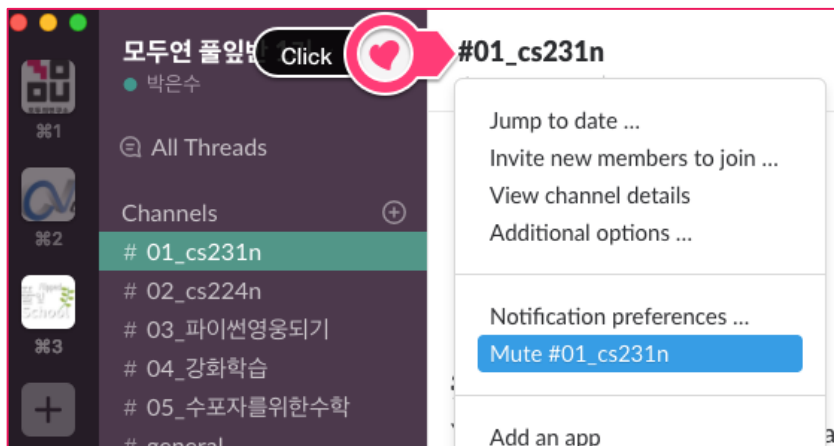 모두연 풀잎반
Click
#01_cs231n
박은수
All Threads
Channels
# 01_cs231n
# 02_cs224n
# 03_파이썬영웅되기
# 04_강화학습
# 05_수포자를위한수학
# general
⌘1
⌘2
School
⌘3
Jump to date ...
Invite new members to join ...
View channel details
Additional options ...
Notification preferences ...
Mute #01_cs231n
Add an app